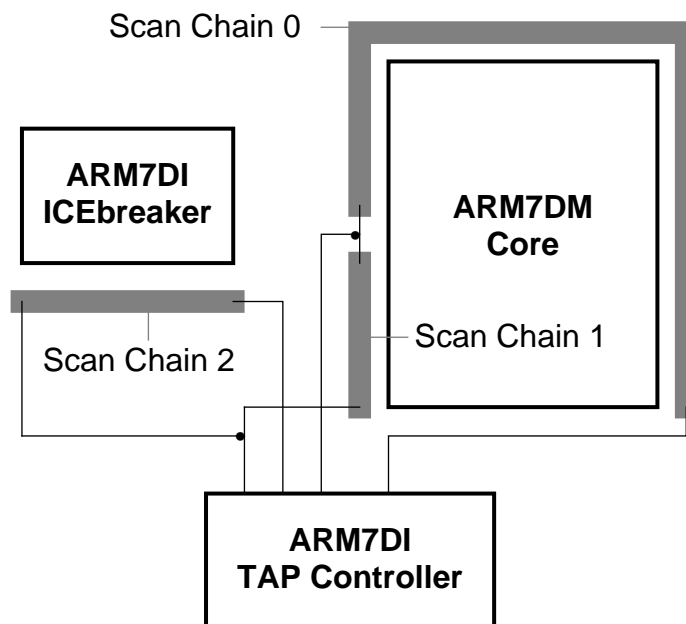 Scan Chain 0
ARM7DI
ICEbreaker
ARM7DM
Core
Scan Chain 1
Scan Chain 2
ARM7DI
TAP Controller